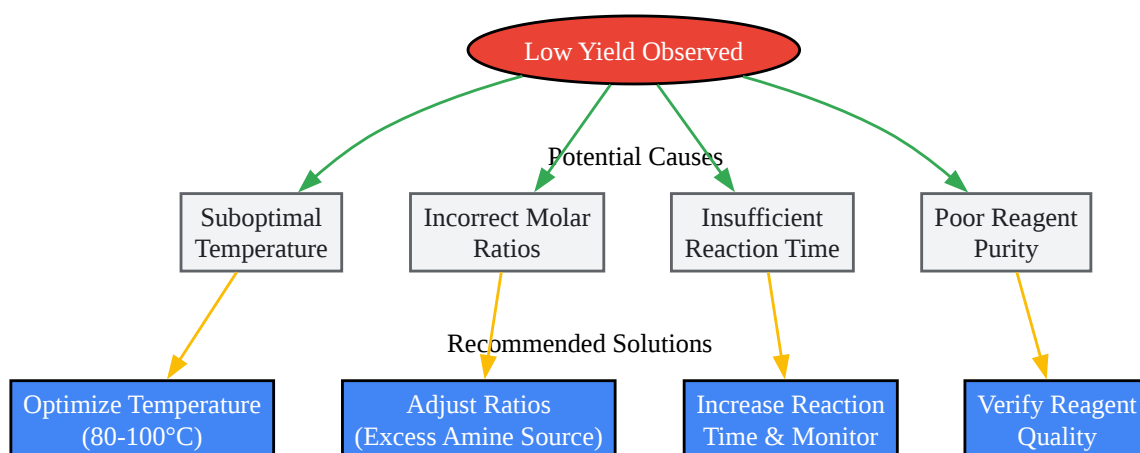 Low Yield Observed
Potential Causes
Suboptimal
Temperature
Incorrect Molar
Ratios
Insufficient
Reaction Time
Poor Reagent
Purity
Recommended Solutions
Optimize Temperature
(80-100°C)
Adjust Ratios
(Excess Amine Source)
Increase Reaction
Time & Monitor
Verify Reagent
Quality